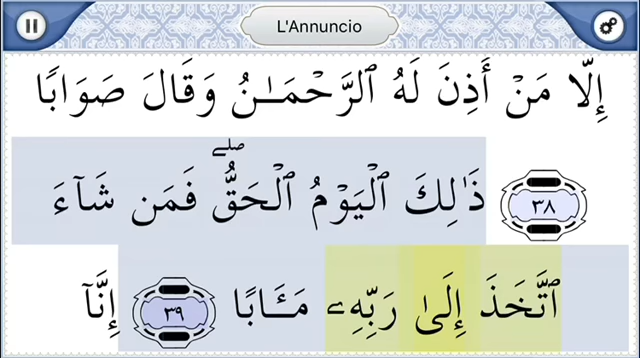 L'Annuncio
إِلَّا مَنْ أَذِنَ لَهُ ٱلرَّحْمَـٰنُ وَقَالَ صَوَابًا
٣٨ ذَٰلِكَ ٱلْيَوْمُ ٱلْحَقُّ ۖ فَمَن شَآءَ
ٱتَّخَذَ إِلَىٰ رَبِّهِۦ مَـَٔابًا ٣٩ إِنَّآ